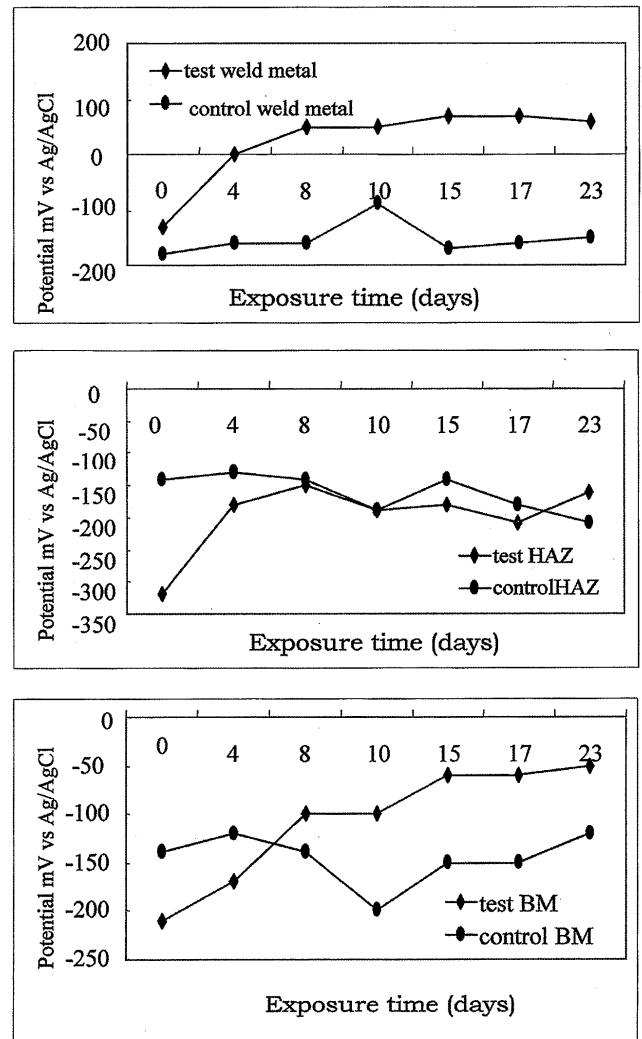 200
test weld metal
control weld metal
100
0
0 4 8 10 15 17 23
-100
-200
Potential mV vs Ag/AgCl
Exposure time (days)
0
0 4 8 10 15 17 23
-50
-100
-150
-200
-250
-300
-350
test HAZ
controlHAZ
Potential mV vs Ag/AgCl
Exposure time (days)
0
0 4 8 10 15 17 23
-50
-100
-150
-200
-250
test BM
control BM
Potential mV vs Ag/AgCl
Exposure time (days)